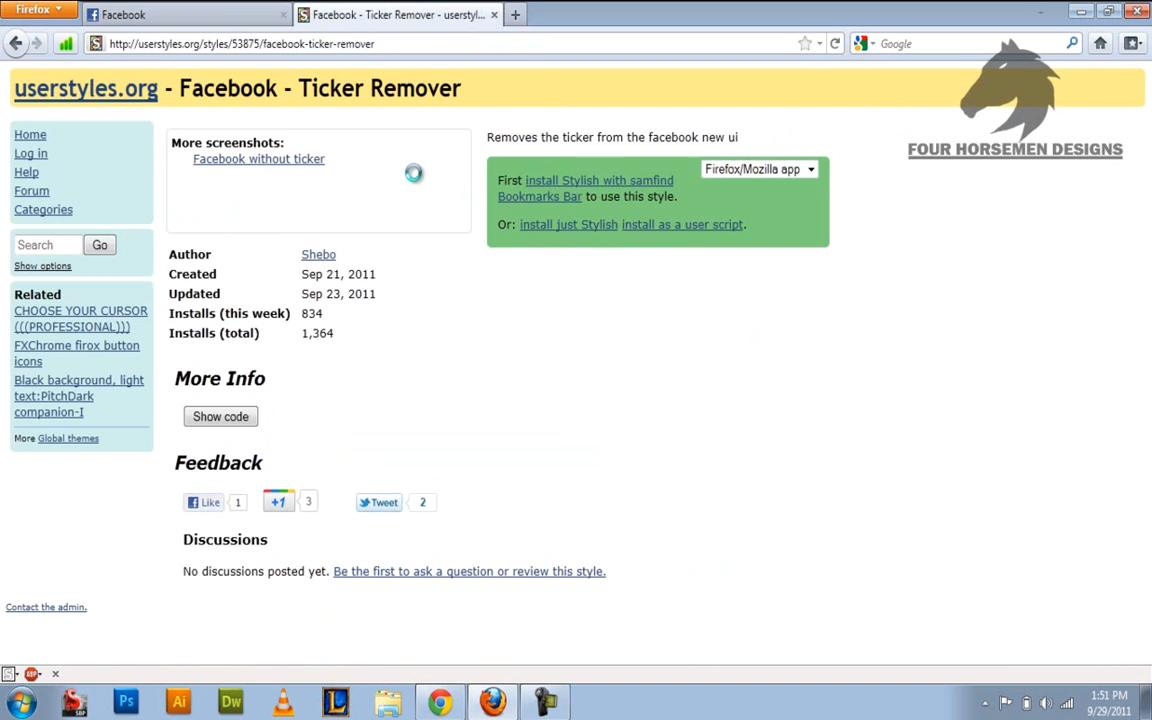 Firefox
Facebook
Facebook - Ticker Remover - userstyl...
http://userstyles.org/styles/53875/facebook-ticker-remover
Google
userstyles.org - Facebook - Ticker Remover
FOUR HORSEMEN DESIGNS
Home
Log in
Help
Forum
Categories
Search
Go
Show options
Related
CHOOSE YOUR CURSOR
(((PROFESSIONAL)))
FXChrome firox button
icons
Black background, light
text:PitchDark
companion-I
More Global themes
More screenshots:
Facebook without ticker
Removes the ticker from the facebook new ui
Firefox/Mozilla app
First install Stylish with samfind
Bookmarks Bar to use this style.
Or: install just Stylish install as a user script.
Author Shebo
Created Sep 21, 2011
Updated Sep 23, 2011
Installs (this week) 834
Installs (total) 1,364
More Info
Show code
Feedback
Like 1 +1 3 Tweet 2
Discussions
No discussions posted yet. Be the first to ask a question or review this style.
Contact the admin.
S
ABP
SBP
Ps
Ai
Dw
L
1:51 PM
9/29/2011